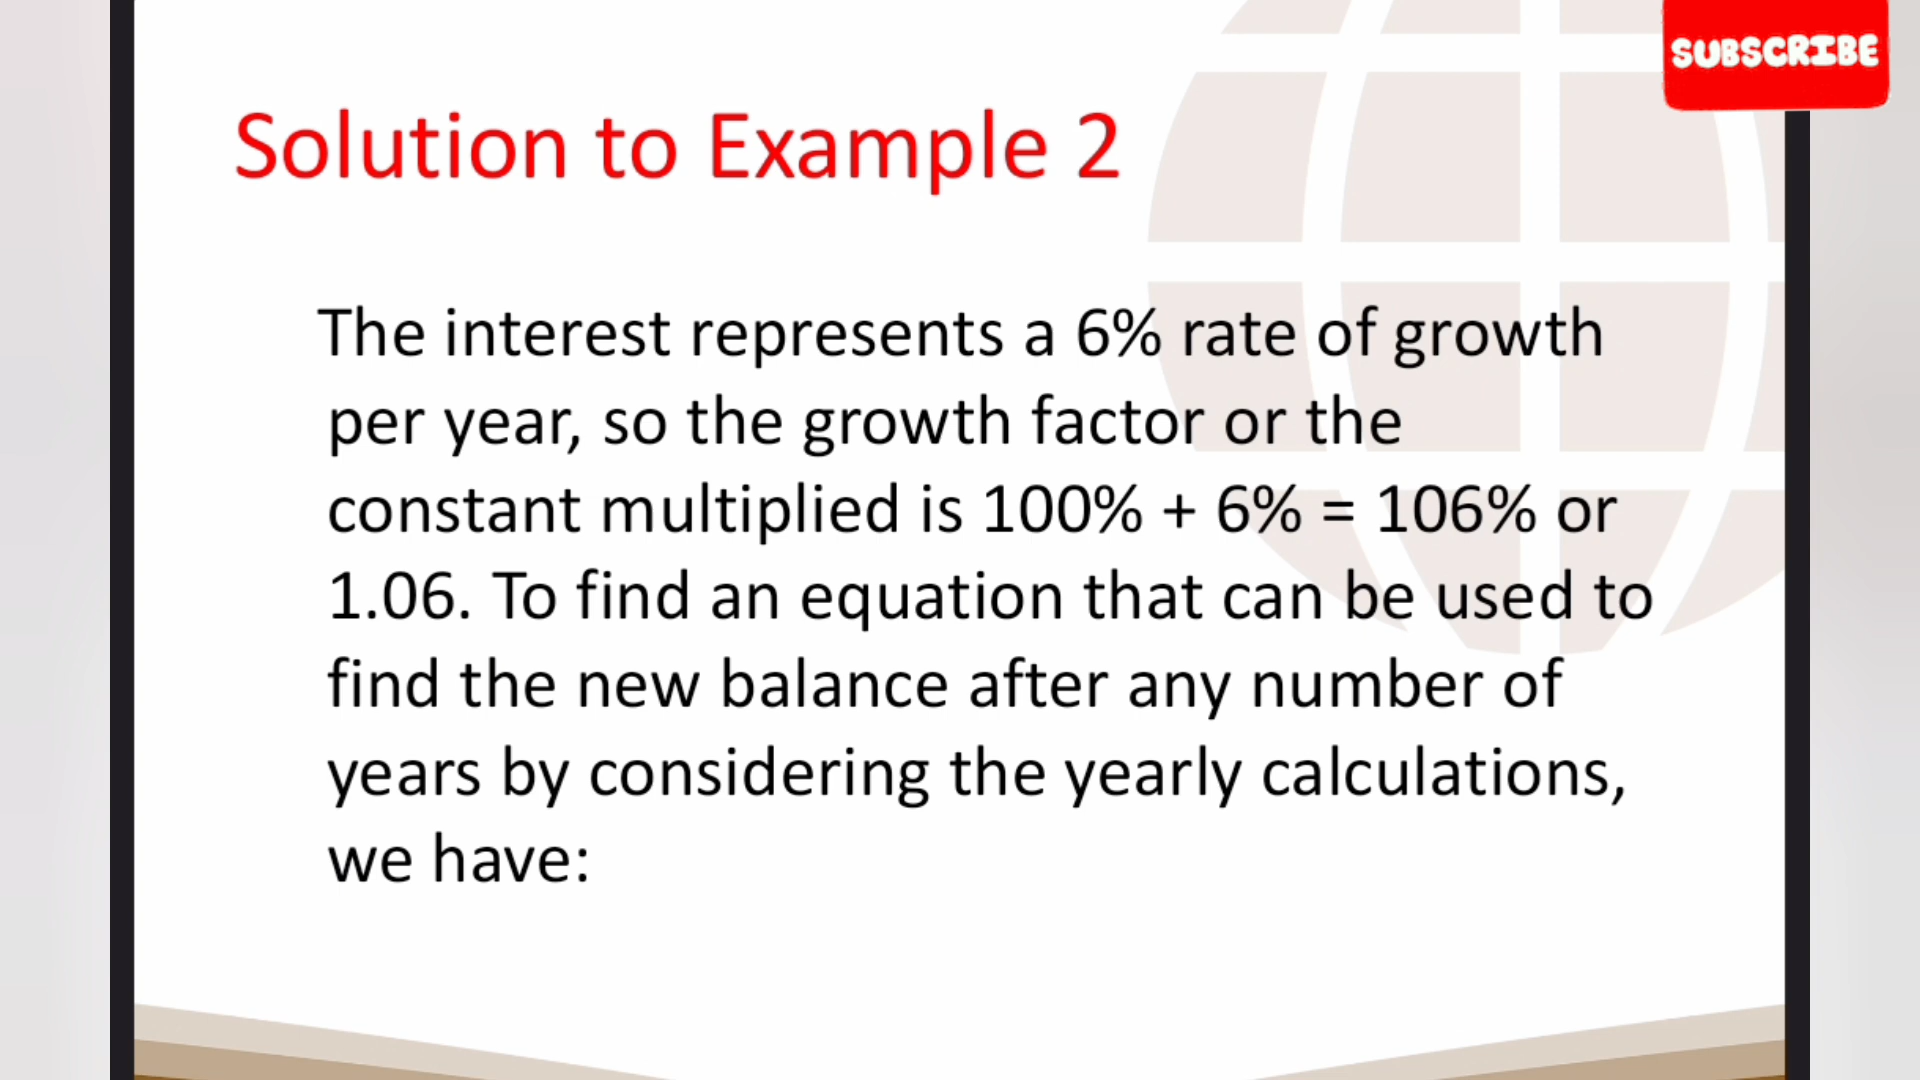 SUBSCRIBE
Solution to Example 2
The interest represents a 6% rate of growth
per year, so the growth factor or the
constant multiplied is 100% + 6% = 106% or
1.06. To find an equation that can be used to
find the new balance after any number of
years by considering the yearly calculations,
we have: